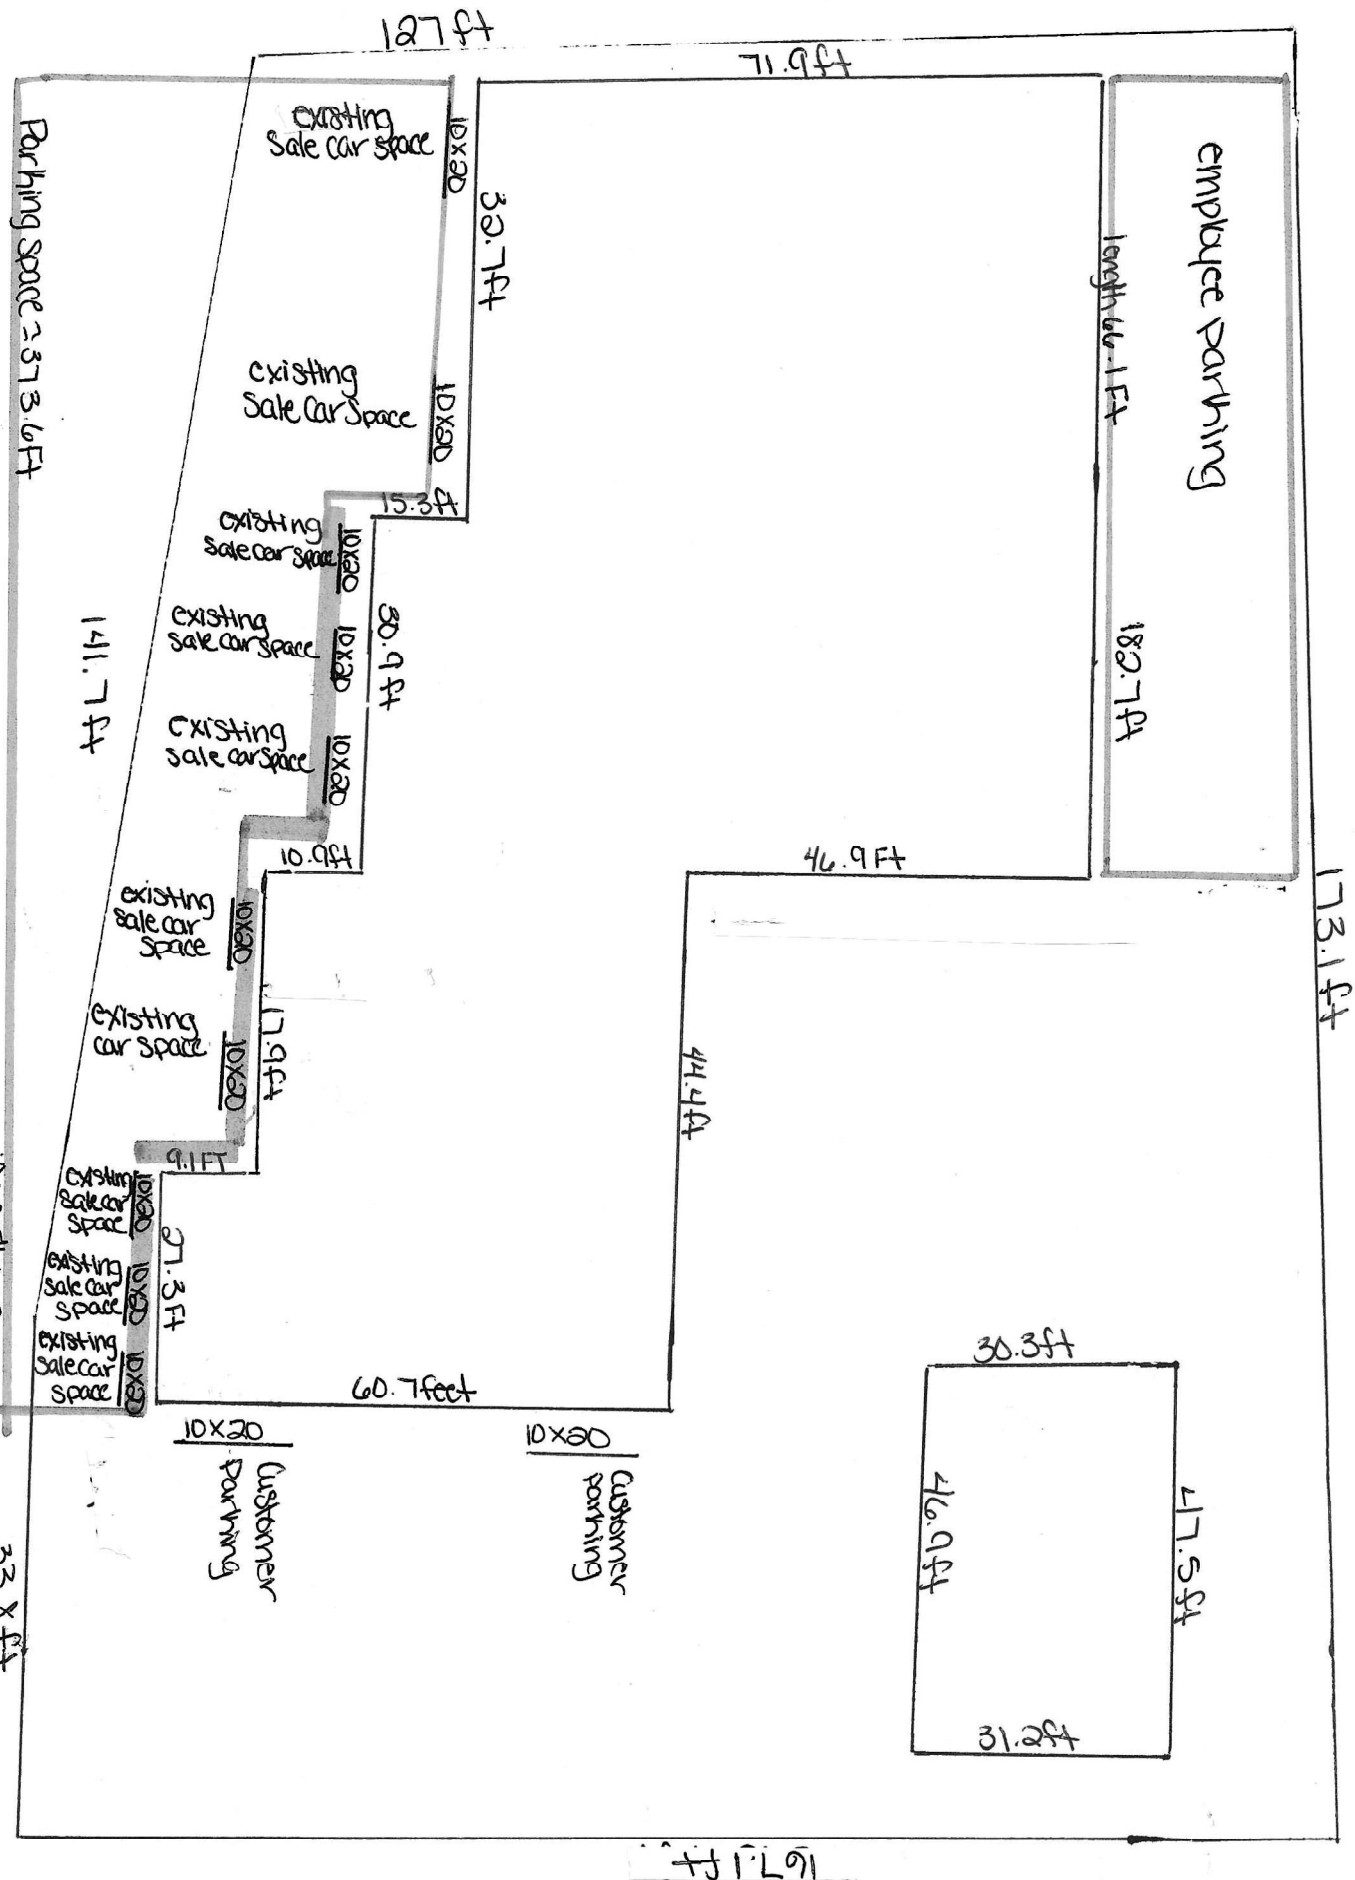 127ft
71.9ft
existing
sale car space
10X20
32.7ft
employee parking
length 66.1Ft
182.7ft
Parking space = 373.6Ft
existing
Sale Car Space
10X20
15.3ft
existing
sale car space
10X20
existing
sale car space
10X20
30.9ft
existing
sale car space
10X20
141.7ft
10.9ft
46.9Ft
173.1ft
existing
sale car
space
10X20
existing
car space
10X20
17.9ft
44.4ft
9.1FT
existing
sale car
space
10X20
27.3Ft
existing
sale car
space
10X20
existing
sale car
space
10X20
60.7feet
10X20
Customer
parking
10X20
Customer
parking
30.3ft
46.9ft
47.5ft
31.2ft
167.1Ft